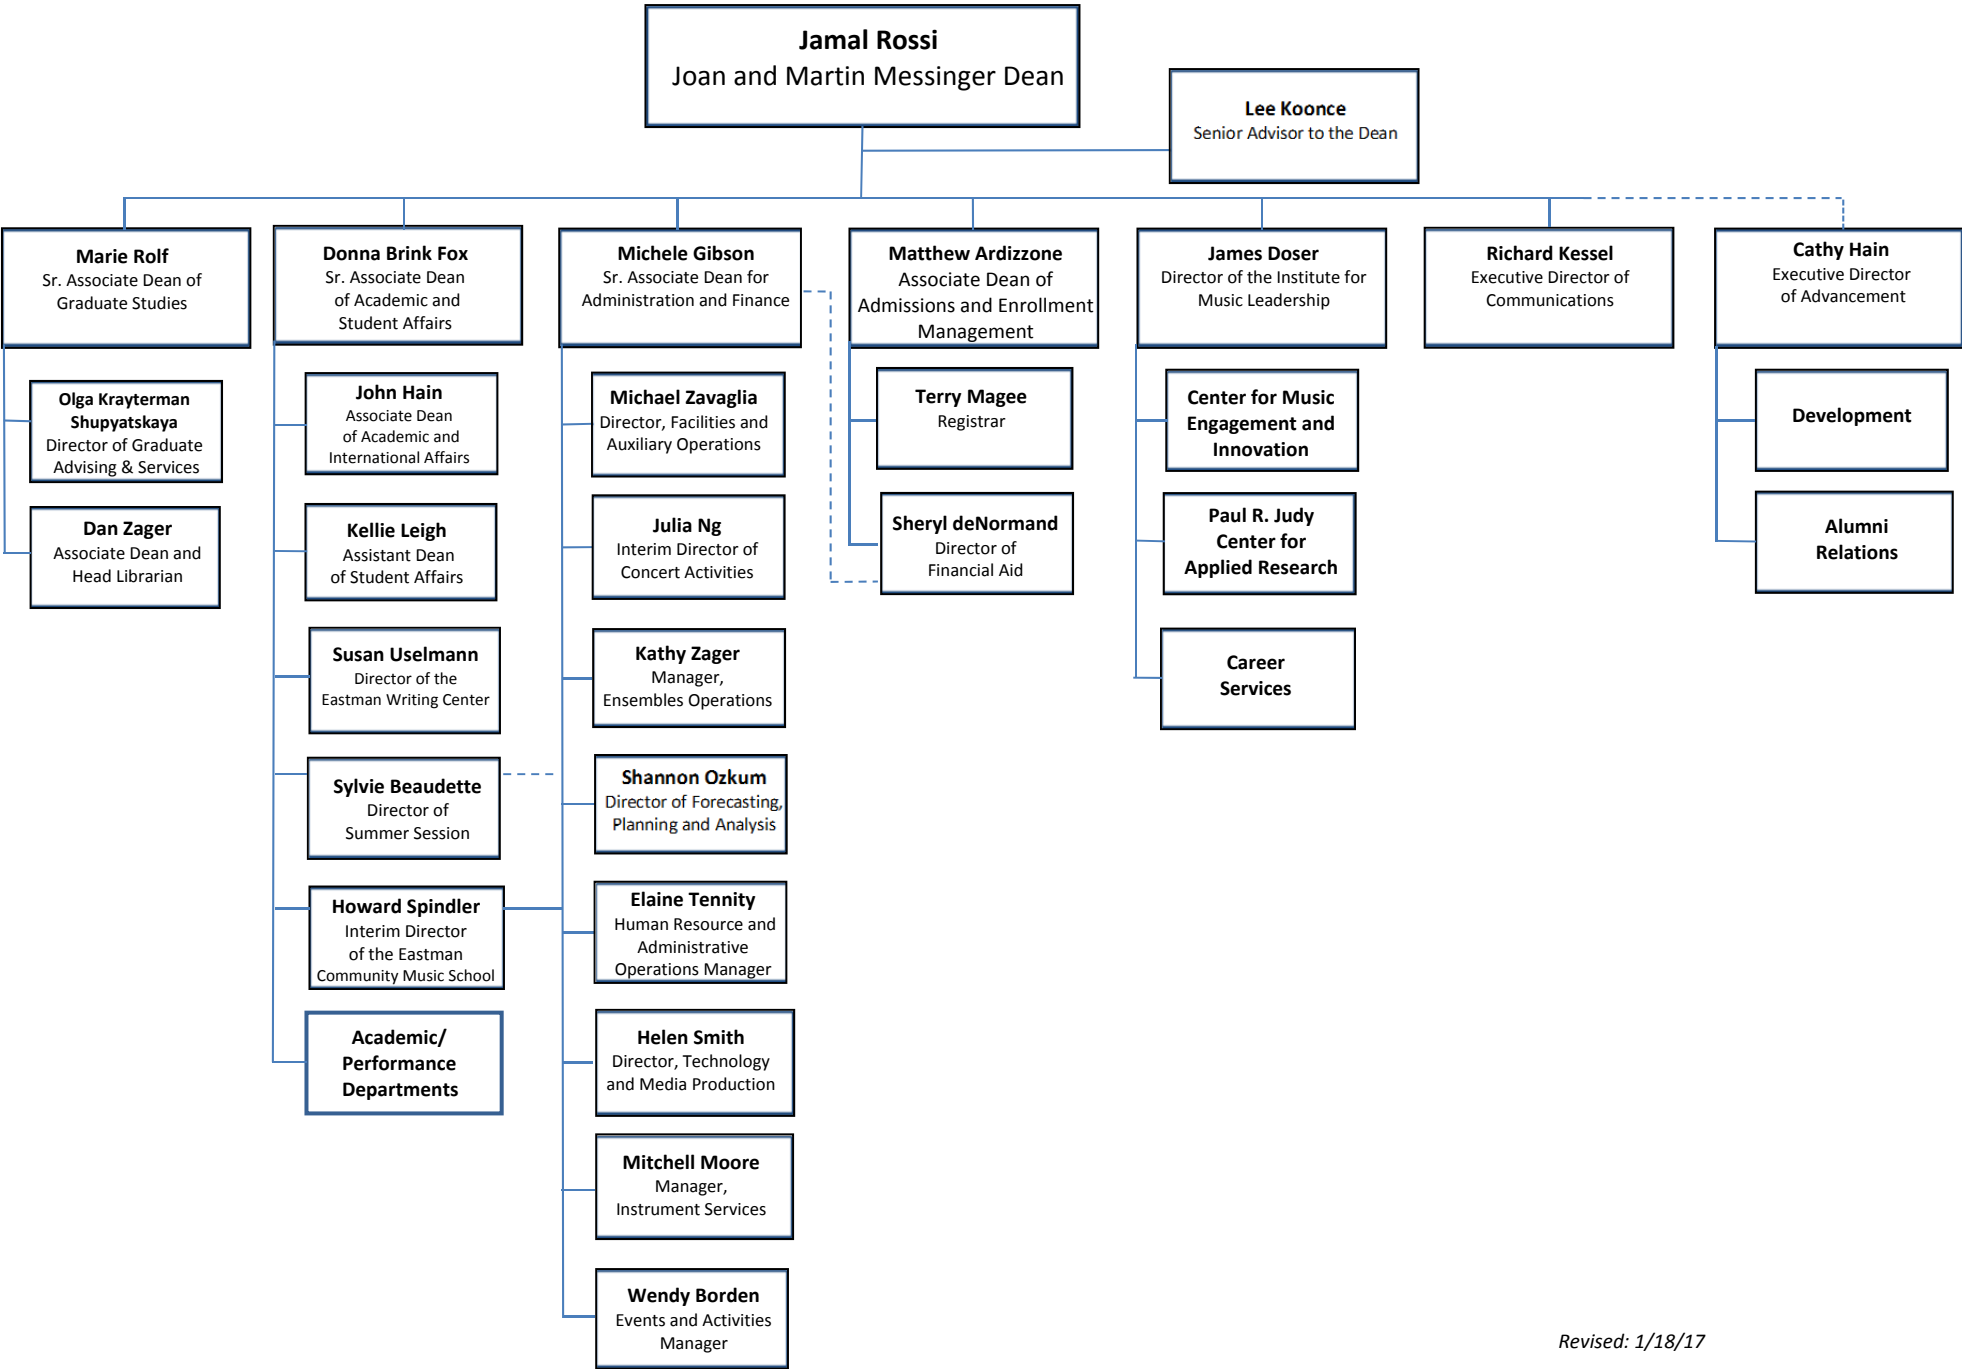 Jamal Rossi
Joan and Martin Messinger Dean
Lee Koonce
Senior Advisor to the Dean
Marie Rolf
Sr. Associate Dean of
Graduate Studies
Donna Brink Fox
Sr. Associate Dean
of Academic and
Student Affairs
Michele Gibson
Sr. Associate Dean for
Administration and Finance
Matthew Ardizzone
Associate Dean of
Admissions and Enrollment
Management
James Doser
Director of the Institute for
Music Leadership
Richard Kessel
Executive Director of
Communications
Cathy Hain
Executive Director
of Advancement
Olga Krayterman
Shupyatskaya
Director of Graduate
Advising & Services
Dan Zager
Associate Dean and
Head Librarian
John Hain
Associate Dean
of Academic and
International Affairs
Kellie Leigh
Assistant Dean
of Student Affairs
Susan Uselmann
Director of the
Eastman Writing Center
Sylvie Beaudette
Director of
Summer Session
Howard Spindler
Interim Director
of the Eastman
Community Music School
Academic/
Performance
Departments
Michael Zavaglia
Director, Facilities and
Auxiliary Operations
Julia Ng
Interim Director of
Concert Activities
Kathy Zager
Manager,
Ensembles Operations
Shannon Ozkum
Director of Forecasting,
Planning and Analysis
Elaine Tennity
Human Resource and
Administrative
Operations Manager
Helen Smith
Director, Technology
and Media Production
Mitchell Moore
Manager,
Instrument Services
Wendy Borden
Events and Activities
Manager
Terry Magee
Registrar
Sheryl deNormand
Director of
Financial Aid
Center for Music
Engagement and
Innovation
Paul R. Judy
Center for
Applied Research
Career
Services
Development
Alumni
Relations
Revised: 1/18/17